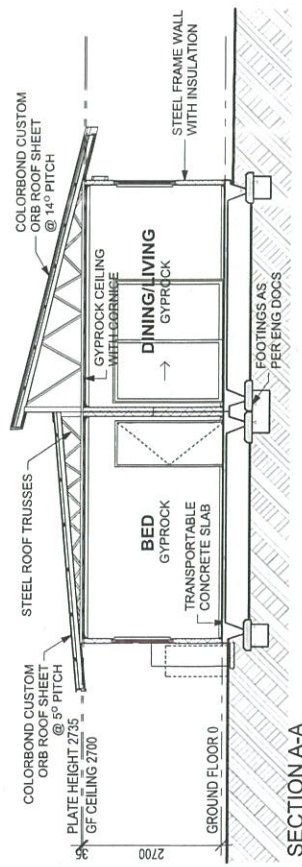 COLORBOND CUSTOM
ORB ROOF SHEET
@ 5° PITCH
STEEL ROOF TRUSSES
COLORBOND CUSTOM
ORB ROOF SHEET
@ 14° PITCH
PLATE HEIGHT 2735
GF CEILING 2700
35
2700
GROUND FLOOR 0
GYPROCK CEILING
WITH CORNICE
BED
GYPROCK
DINING/LIVING
GYPROCK
TRANSPORTABLE
CONCRETE SLAB
FOOTINGS AS
PER ENG DOCS
STEEL FRAME WALL
WITH INSULATION
SECTION A-A